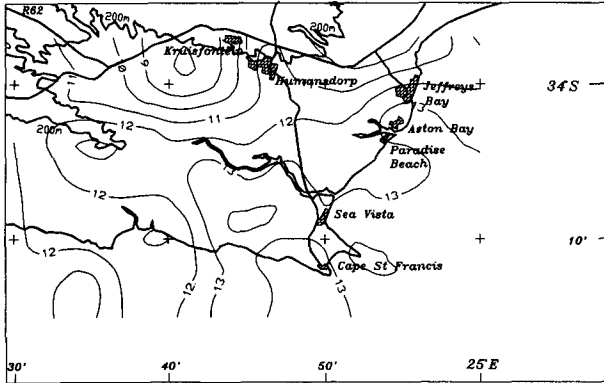 R62
200m
200m
Kruisfontein
Humansdorp
Jeffreys
Bay
34°S
9
11
12
12
13
200m
Aston Bay
Paradise
Beach
12
13
12
13
Sea Vista
10'
Cape St Francis
12
13
30'
40'
50'
25°E